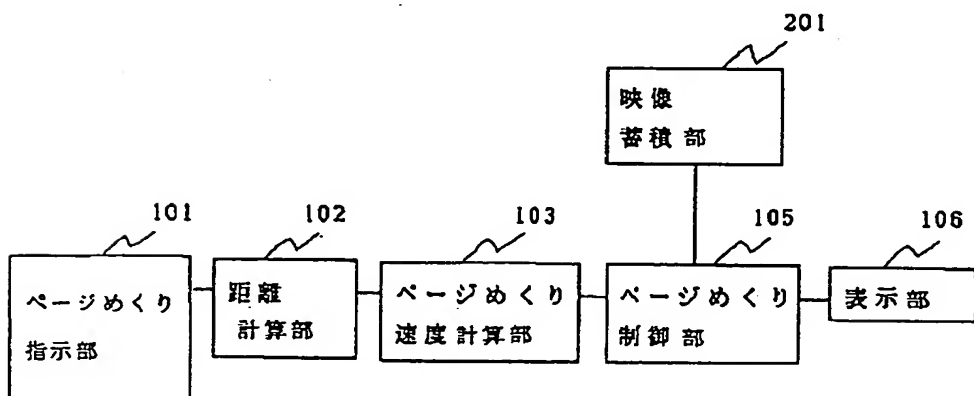 201
映像
蓄積部
101
102
103
105
106
ページめくり
指示部
距離
計算部
ページめくり
速度計算部
ページめくり
制御部
表示部